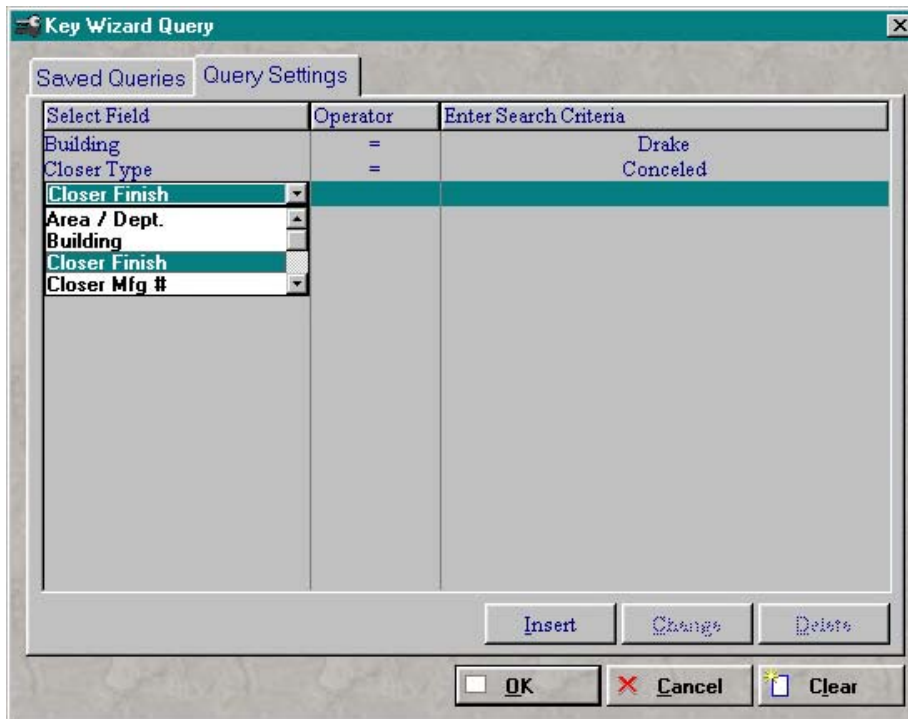 Key Wizard Query
Saved Queries Query Settings
Select Field Operator Enter Search Criteria
Building = Drake
Closer Type = Conceled
Closer Finish
Area / Dept.
Building
Closer Finish
Closer Mfg #
Insert Change Delete
OK Cancel Clear